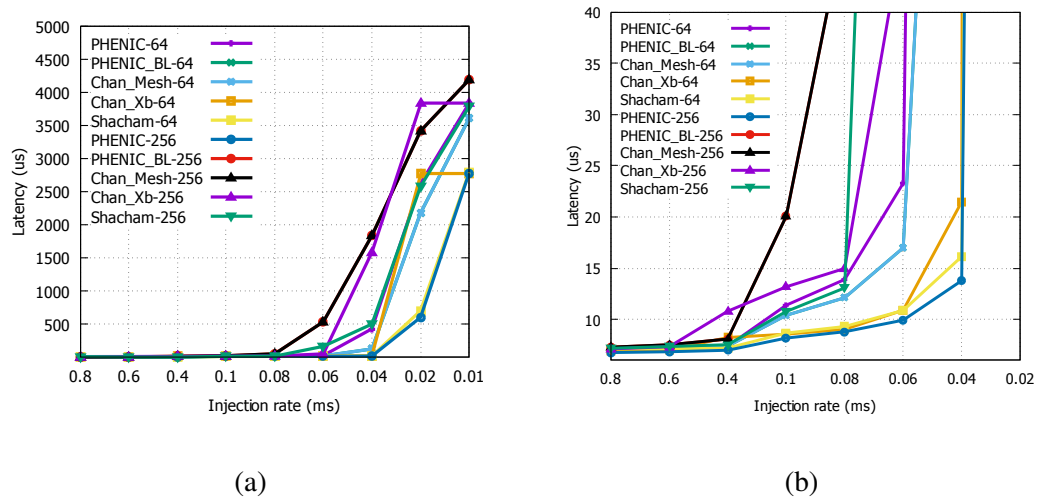 5000
4500
4000
3500
3000
2500
2000
1500
1000
500
Latency (us)
PHENIC-64
PHENIC_BL-64
Chan_Mesh-64
Chan_Xb-64
Shacham-64
PHENIC-256
PHENIC_BL-256
Chan_Mesh-256
Chan_Xb-256
Shacham-256
0.8 0.6 0.4 0.1 0.08 0.06 0.04 0.02 0.01
Injection rate (ms)
(a)
40
35
30
25
20
15
10
Latency (us)
PHENIC-64
PHENIC_BL-64
Chan_Mesh-64
Chan_Xb-64
Shacham-64
PHENIC-256
PHENIC_BL-256
Chan_Mesh-256
Chan_Xb-256
Shacham-256
0.8 0.6 0.4 0.1 0.08 0.06 0.04 0.02
Injection rate (ms)
(b)